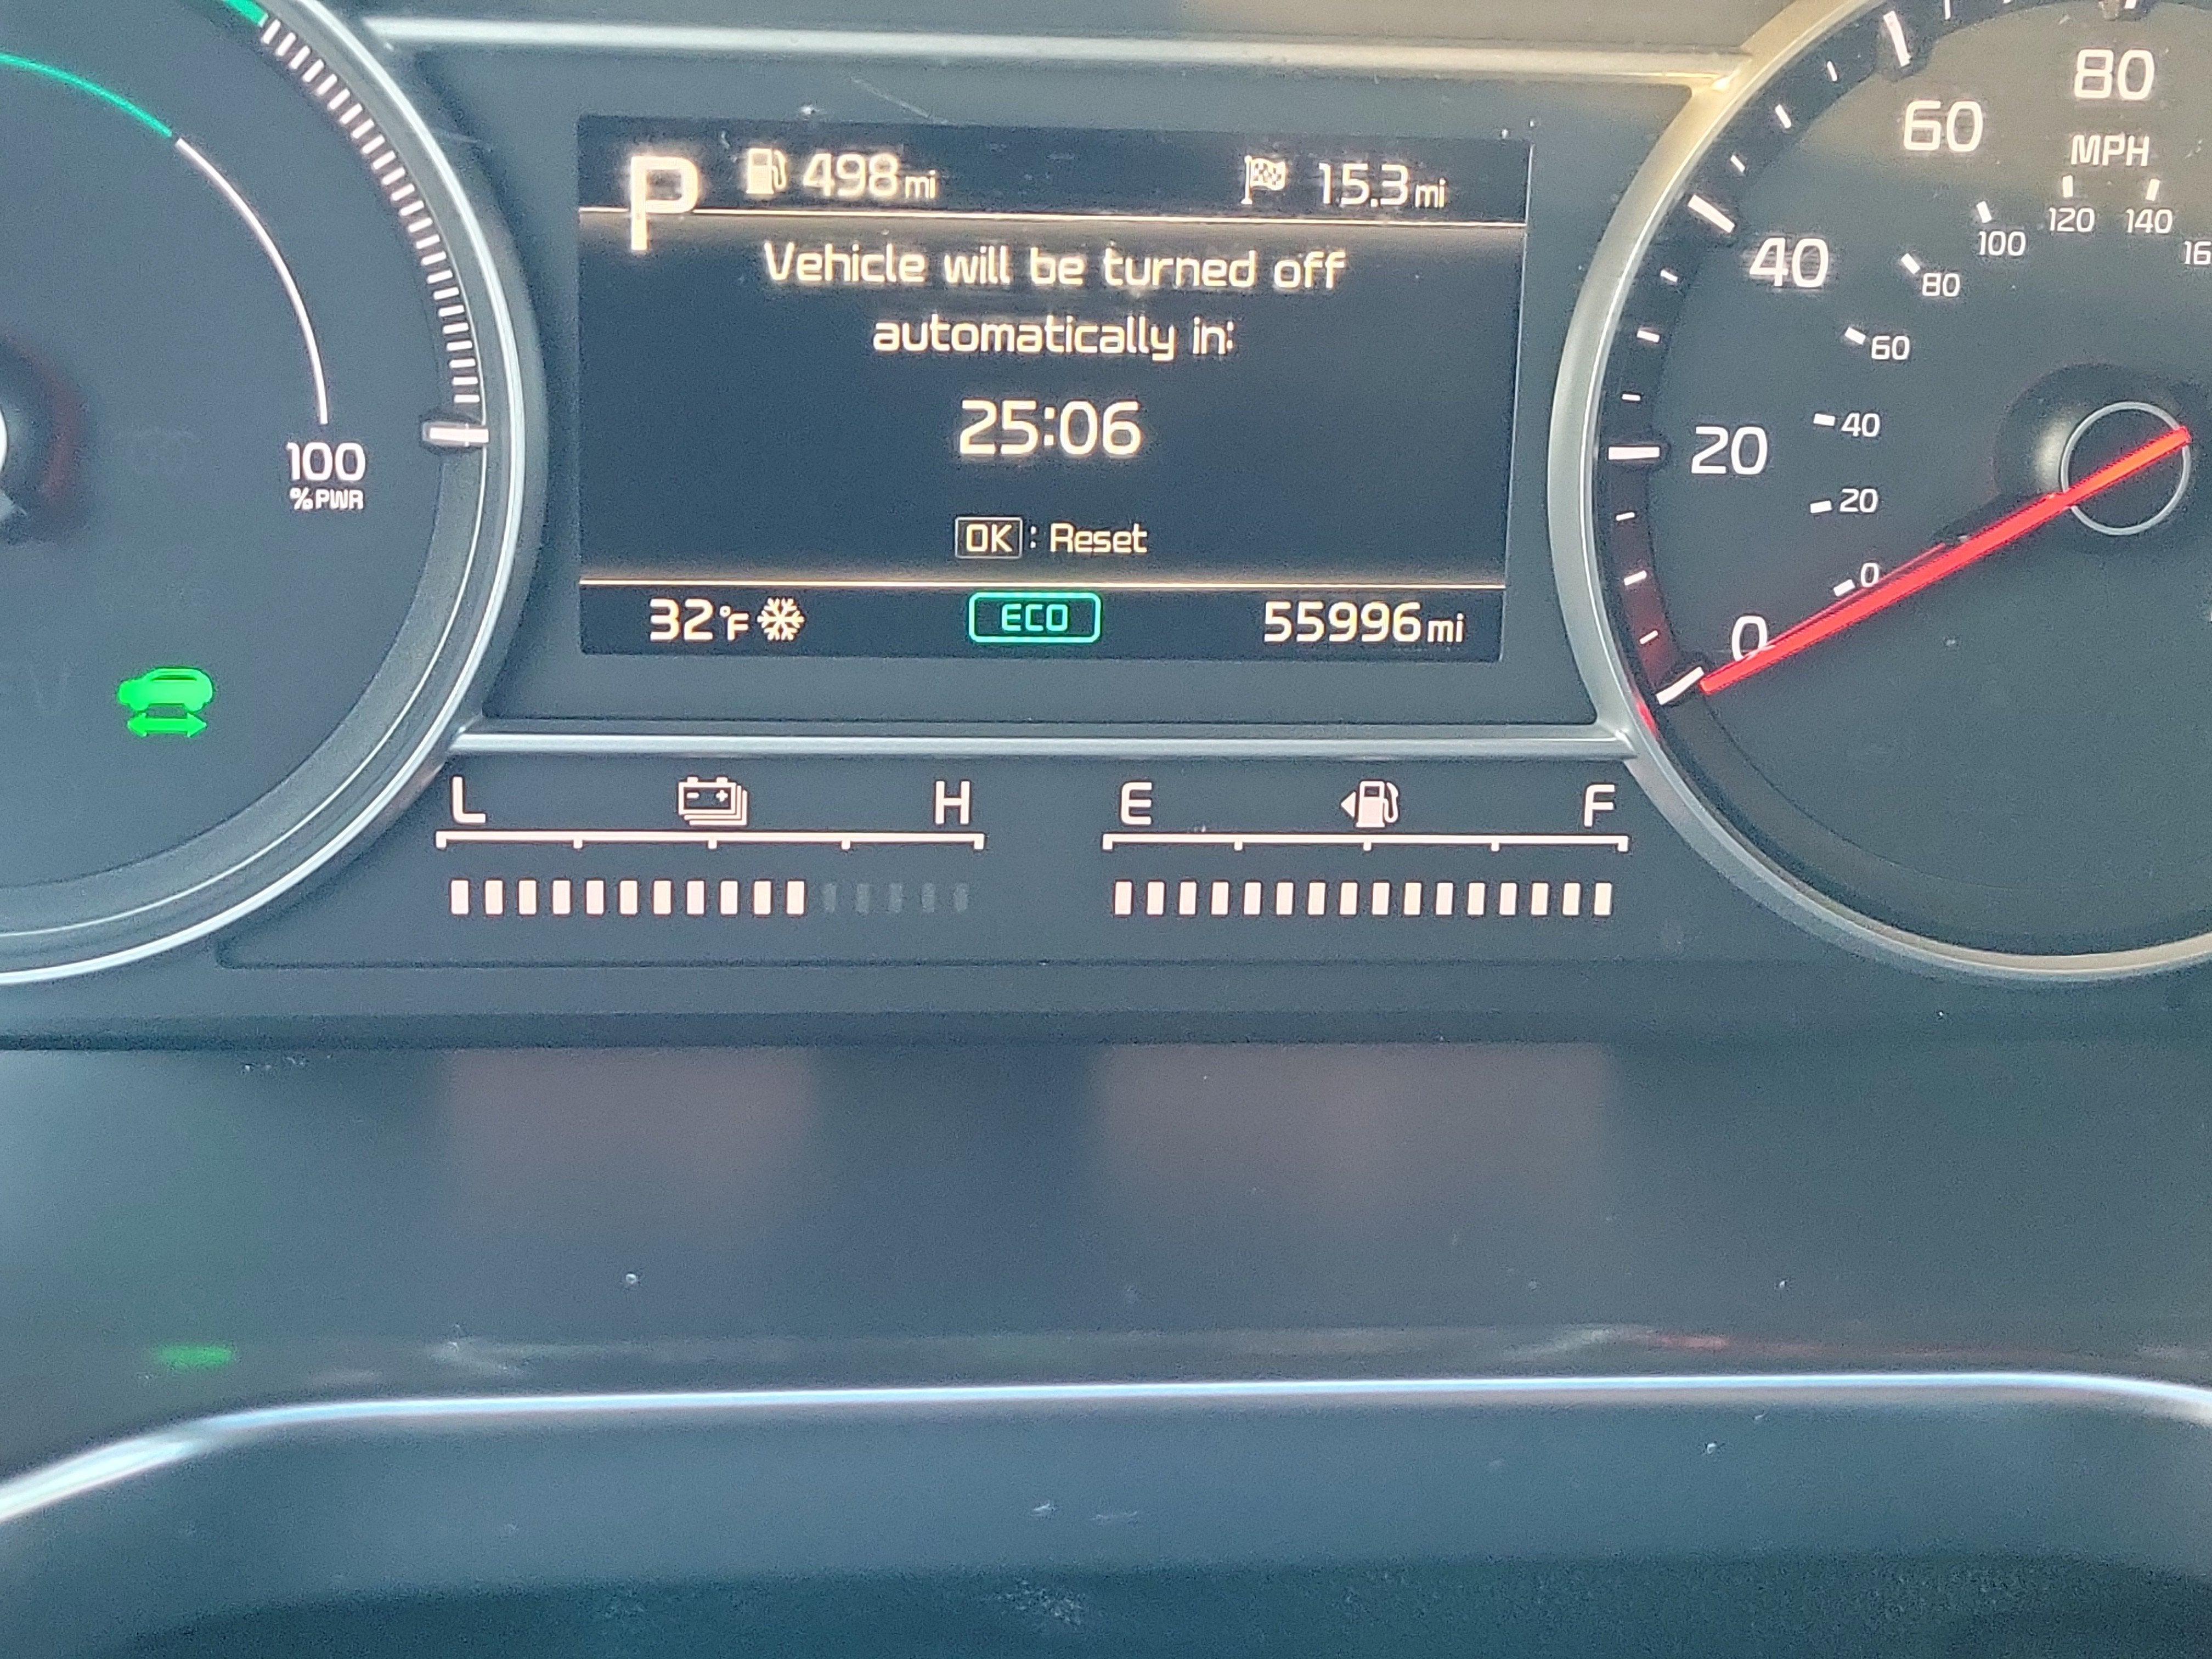 P 498mi 15.3mi
Vehicle will be turned off
automatically in:
25:06
OK : Reset
32°F ECO 55996mi
100
%PWR
80
60
MPH
40
20
0
140
120
100
80
60
40
20
0
L H
E F